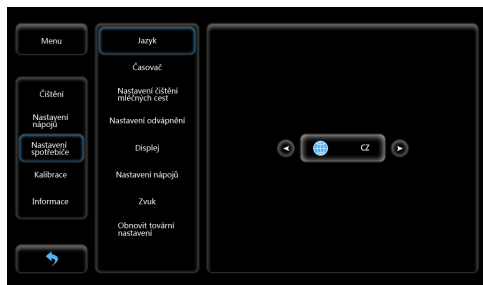 Menu
Čištění
Nastavení
nápojů
Nastavení
spotřebiče
Kalibrace
Informace
Jazyk
Časovač
Nastavení čištění
mléčných cest
Nastavení odvápnění
Displej
Nastavení nápojů
Zvuk
Obnovit tovární
nastavení
CZ